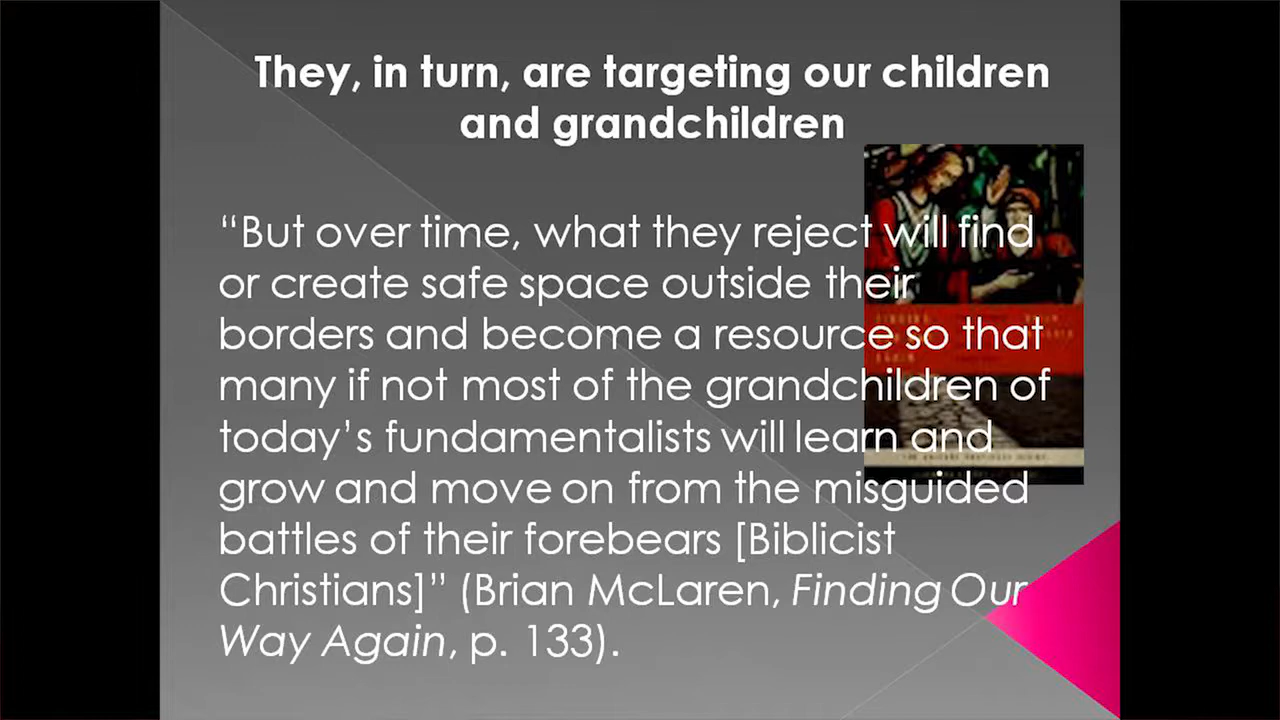 They, in turn, are targeting our children
and grandchildren
“But over time, what they reject will find
or create safe space outside their
borders and become a resource so that
many if not most of the grandchildren of
today’s fundamentalists will learn and
grow and move on from the misguided
battles of their forebears [Biblicist
Christians]” (Brian McLaren, Finding Our
Way Again, p. 133).